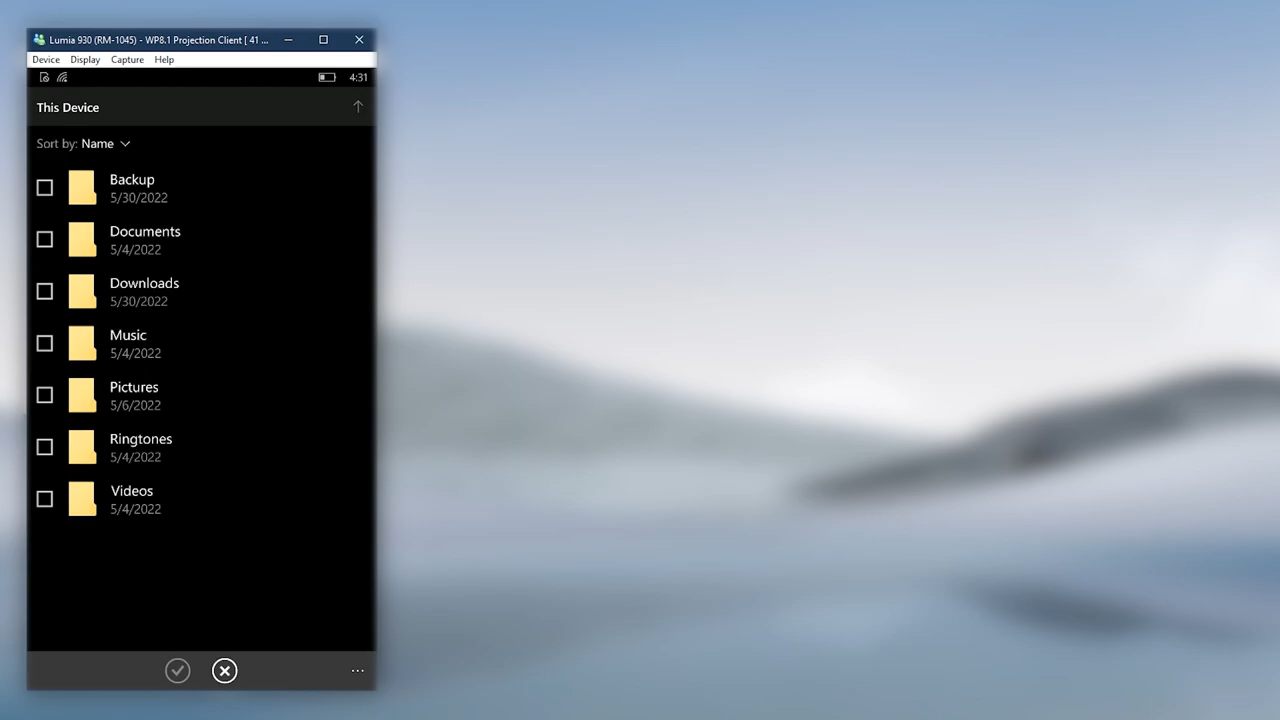 Lumia 930 (RM-1045) - WP8.1 Projection Client [ 41 ...
Device Display Capture Help
4:31
This Device
Sort by: Name
Backup
5/30/2022
Documents
5/4/2022
Downloads
5/30/2022
Music
5/4/2022
Pictures
5/6/2022
Ringtones
5/4/2022
Videos
5/4/2022